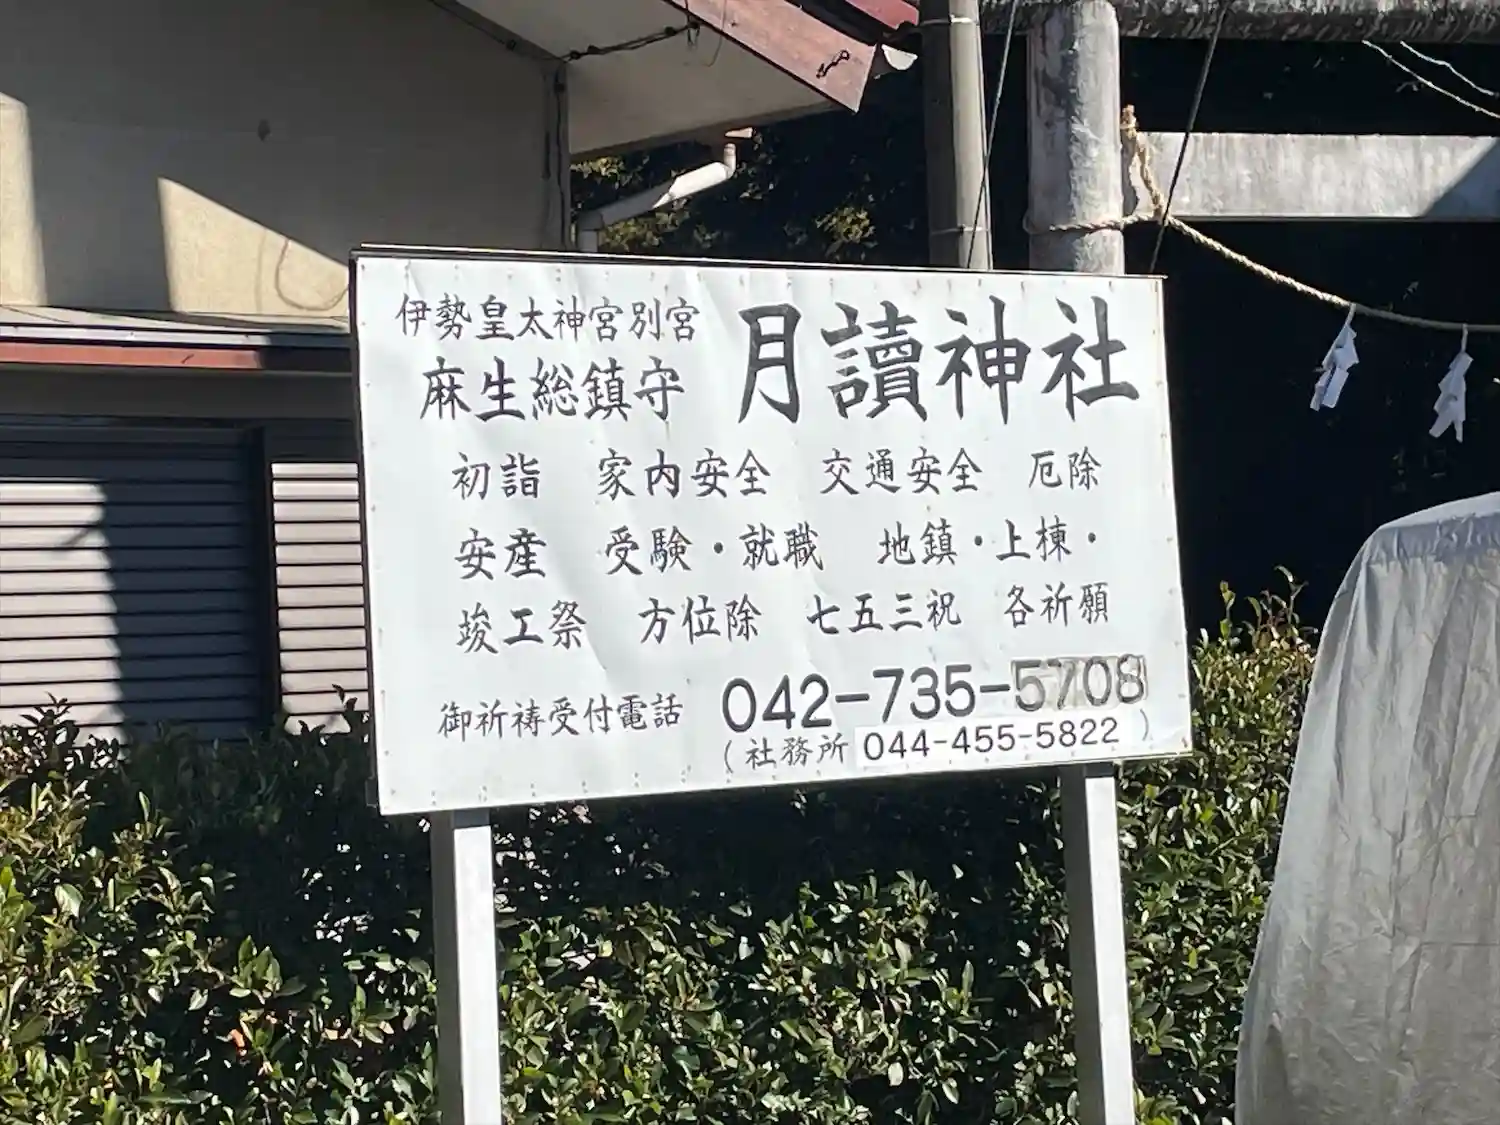 伊勢皇太神宮別宮
麻生総鎮守
月讀神社
初詣　家内安全　交通安全　厄除
安産　受験・就職　地鎮・上棟・
竣工祭　方位除　七五三祝　各祈願
御祈祷受付電話　042-735-5708
（社務所 044-455-5822）